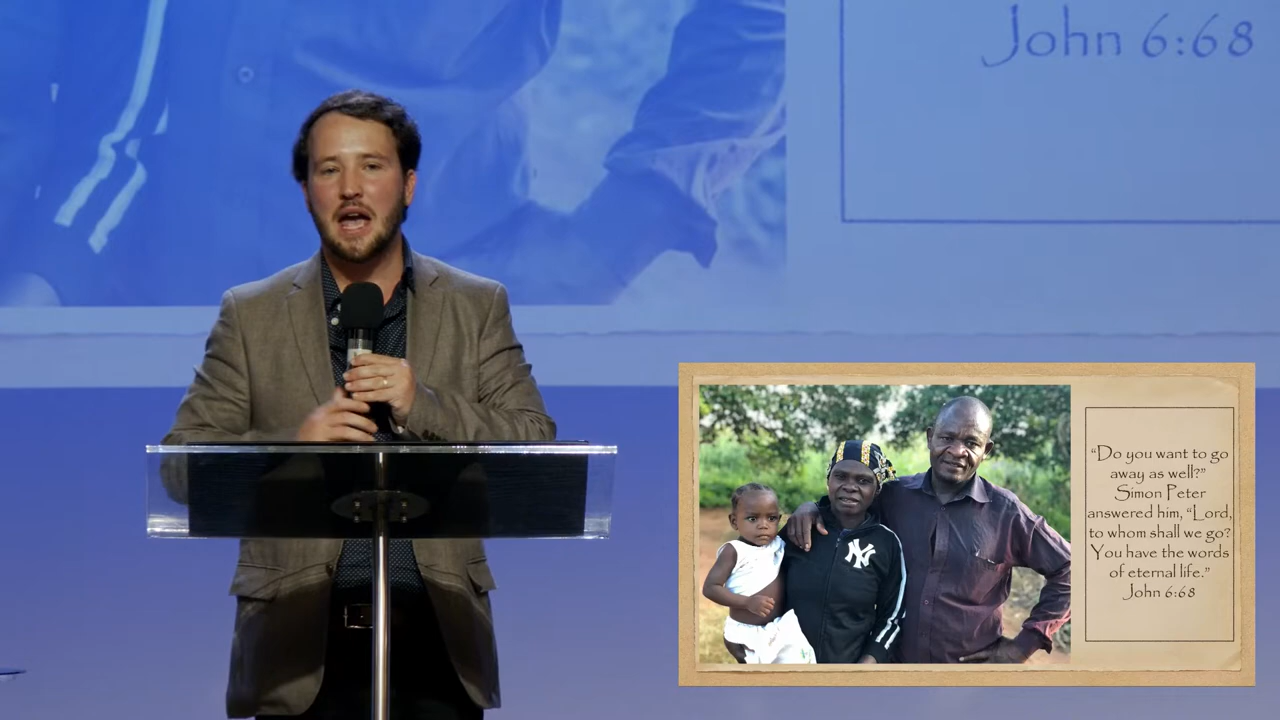 John 6:68
“Do you want to go
away as well?”
Simon Peter
answered him, “Lord,
to whom shall we go?
You have the words
of eternal life.”
John 6:68
NY